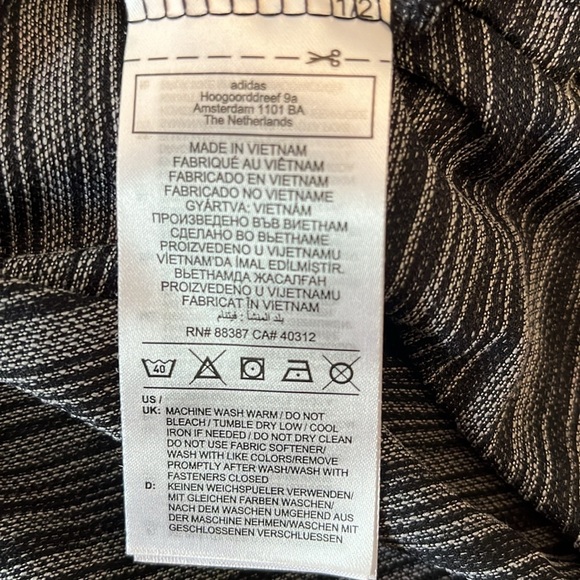 1/2
adidas
Hoogoorddreef 9a
Amsterdam 1101 BA
The Netherlands
MADE IN VIETNAM
FABRIQUÉ AU VIÊTNAM
FABRICADO EN VIETNAM
FABRICADO NO VIETNAME
GYÁRTVA: VIETNÁM
ПРОИЗВЕДЕНО ВЪВ ВИЕТНАМ
СДЕЛАНО ВО ВЬЕТНАМЕ
PROIZVEDENO U VIJETNAMU
VİETNAM'DA İMAL EDİLMİŞTİR.
ВЬЕТНАМДА ЖАСАЛҒАН
PROIZVEDENO U VIJETNAMU
FABRICAT ÎN VIETNAM
بلد المنشأ : فيتنام
RN# 88387 CA# 40312
40
US /
UK: MACHINE WASH WARM / DO NOT
BLEACH / TUMBLE DRY LOW / COOL
IRON IF NEEDED / DO NOT DRY CLEAN
DO NOT USE FABRIC SOFTENER/
WASH WITH LIKE COLORS/REMOVE
PROMPTLY AFTER WASH/WASH WITH
FASTENERS CLOSED
D: KEINEN WEICHSPUELER VERWENDEN/
MIT GLEICHEN FARBEN WASCHEN/
NACH DEM WASCHEN UMGEHEND AUS
DER MASCHINE NEHMEN/WASCHEN MIT
GESCHLOSSENEN VERSCHLUESSEN